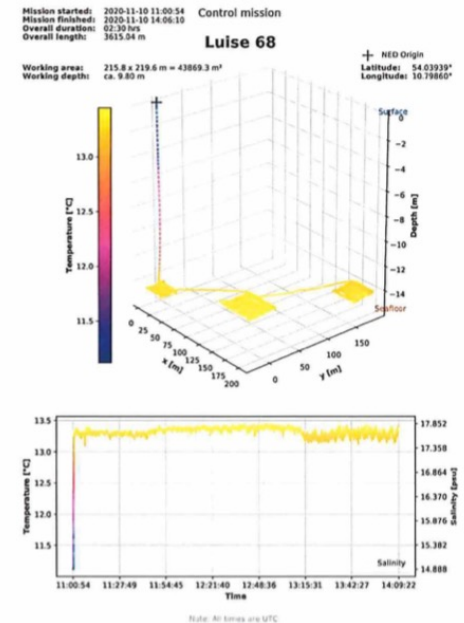 Mission started: 2020-11-10 11:00:54
Mission finished: 2020-11-10 14:06:10
Overall duration: 02:30 hrs
Overall length: 3615.04 m
Control mission
Luise 68
NED Origin
Working area: 215.8 x 219.6 m = 43869.3 m²
Working depth: ca. 9.80 m
Latitude: 54.03939°
Longitude: 10.79860°
Surface
0
−2
−4
−6
−8
−10
−12
−14
Depth [m]
Seafloor
13.0
12.5
12.0
11.5
Temperature [°C]
0
25
50
75
100
125
150
175
200
x [m]
0
50
100
150
y [m]
13.5
13.0
12.5
12.0
11.5
Temperature [°C]
17.852
17.358
16.864
16.370
15.876
15.382
14.888
Salinity [psu]
Salinity
11:00:54 11:27:49 11:54:45 12:21:40 12:48:36 13:15:31 13:42:27 14:09:22
Time
Note: All times are UTC